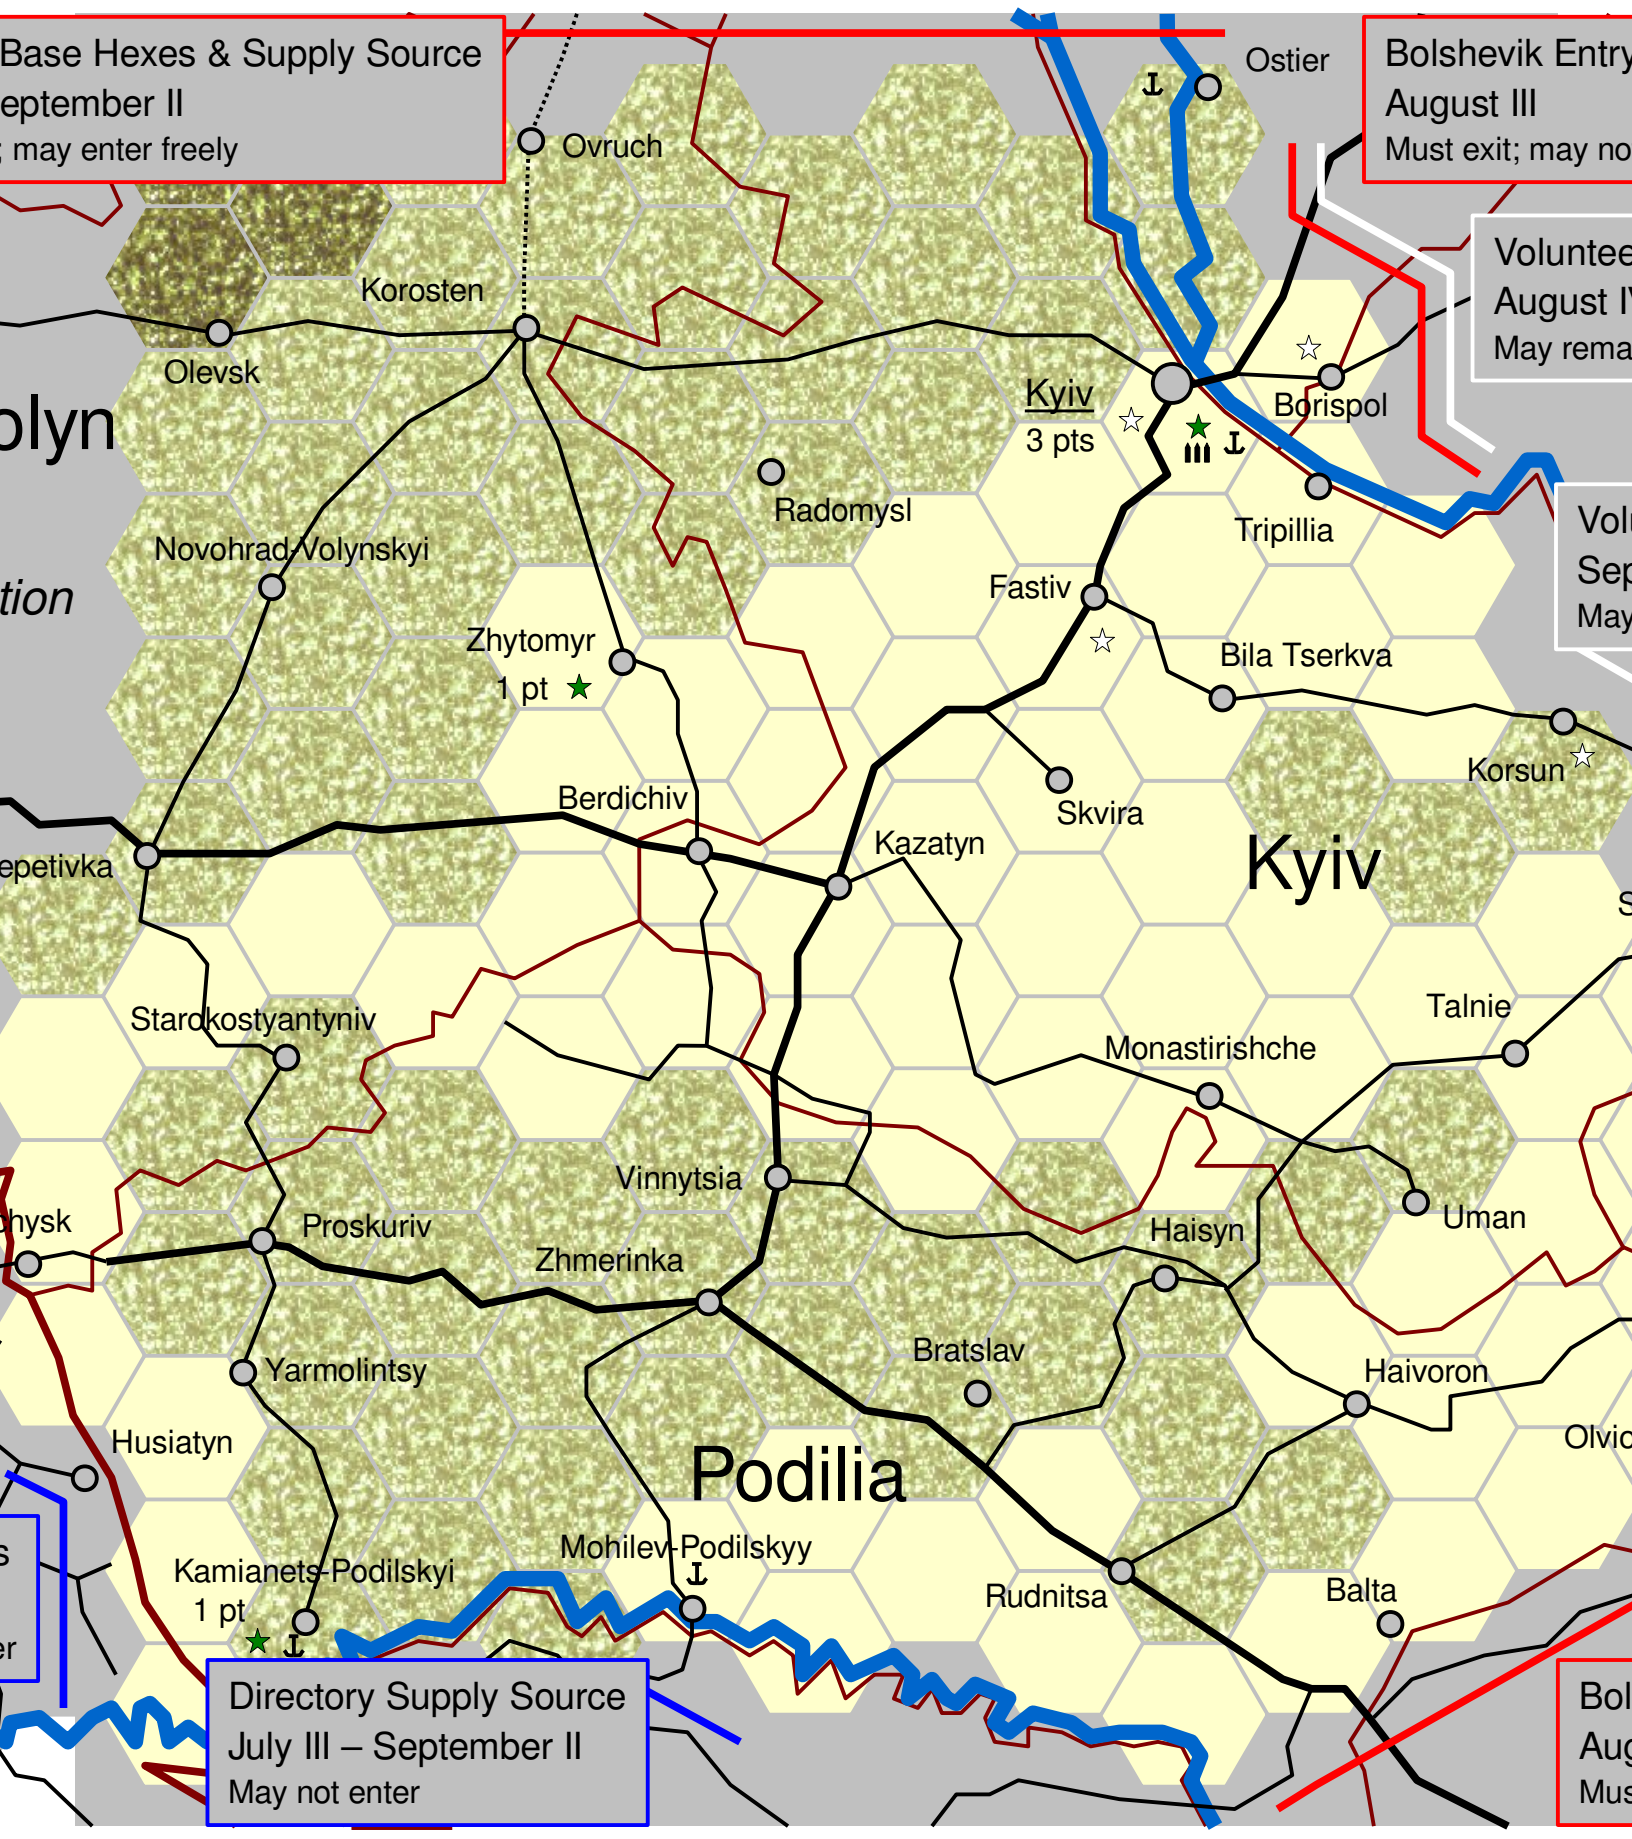 Base Hexes & Supply Source
eptember II
; may enter freely
Ostier
Bolshevik Entry
August III
Must exit; may no
Ovruch
Voluntee
August IV
May rema
Korosten
Olevsk
olyn
Kyiv
3 pts
Borispol
Radomysl
Tripillia
Volu
Sep
May
Novohrad-Volynskyi
tion
Fastiv
Zhytomyr
1 pt
Bila Tserkva
Korsun
Berdichiv
Skvira
Kazatyn
Kyiv
epetivka
S
Starokostyantyniv
Talnie
Monastirishche
Vinnytsia
chysk
Proskuriv
Haisyn
Uman
Zhmerinka
Bratslav
Yarmolintsy
Haivoron
Husiatyn
Olvio
Podilia
s
Mohilev-Podilskyy
Kamianets-Podilskyi
1 pt
Rudnitsa
Balta
er
Directory Supply Source
July III – September II
May not enter
Bol
Aug
Mus